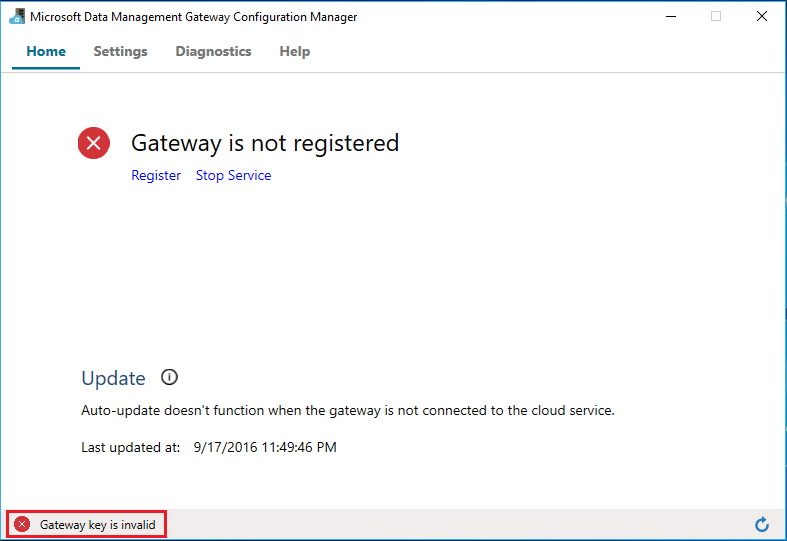 Microsoft Data Management Gateway Configuration Manager
Home Settings Diagnostics Help
Gateway is not registered
Register Stop Service
Update
Auto-update doesn't function when the gateway is not connected to the cloud service.
Last updated at: 9/17/2016 11:49:46 PM
Gateway key is invalid